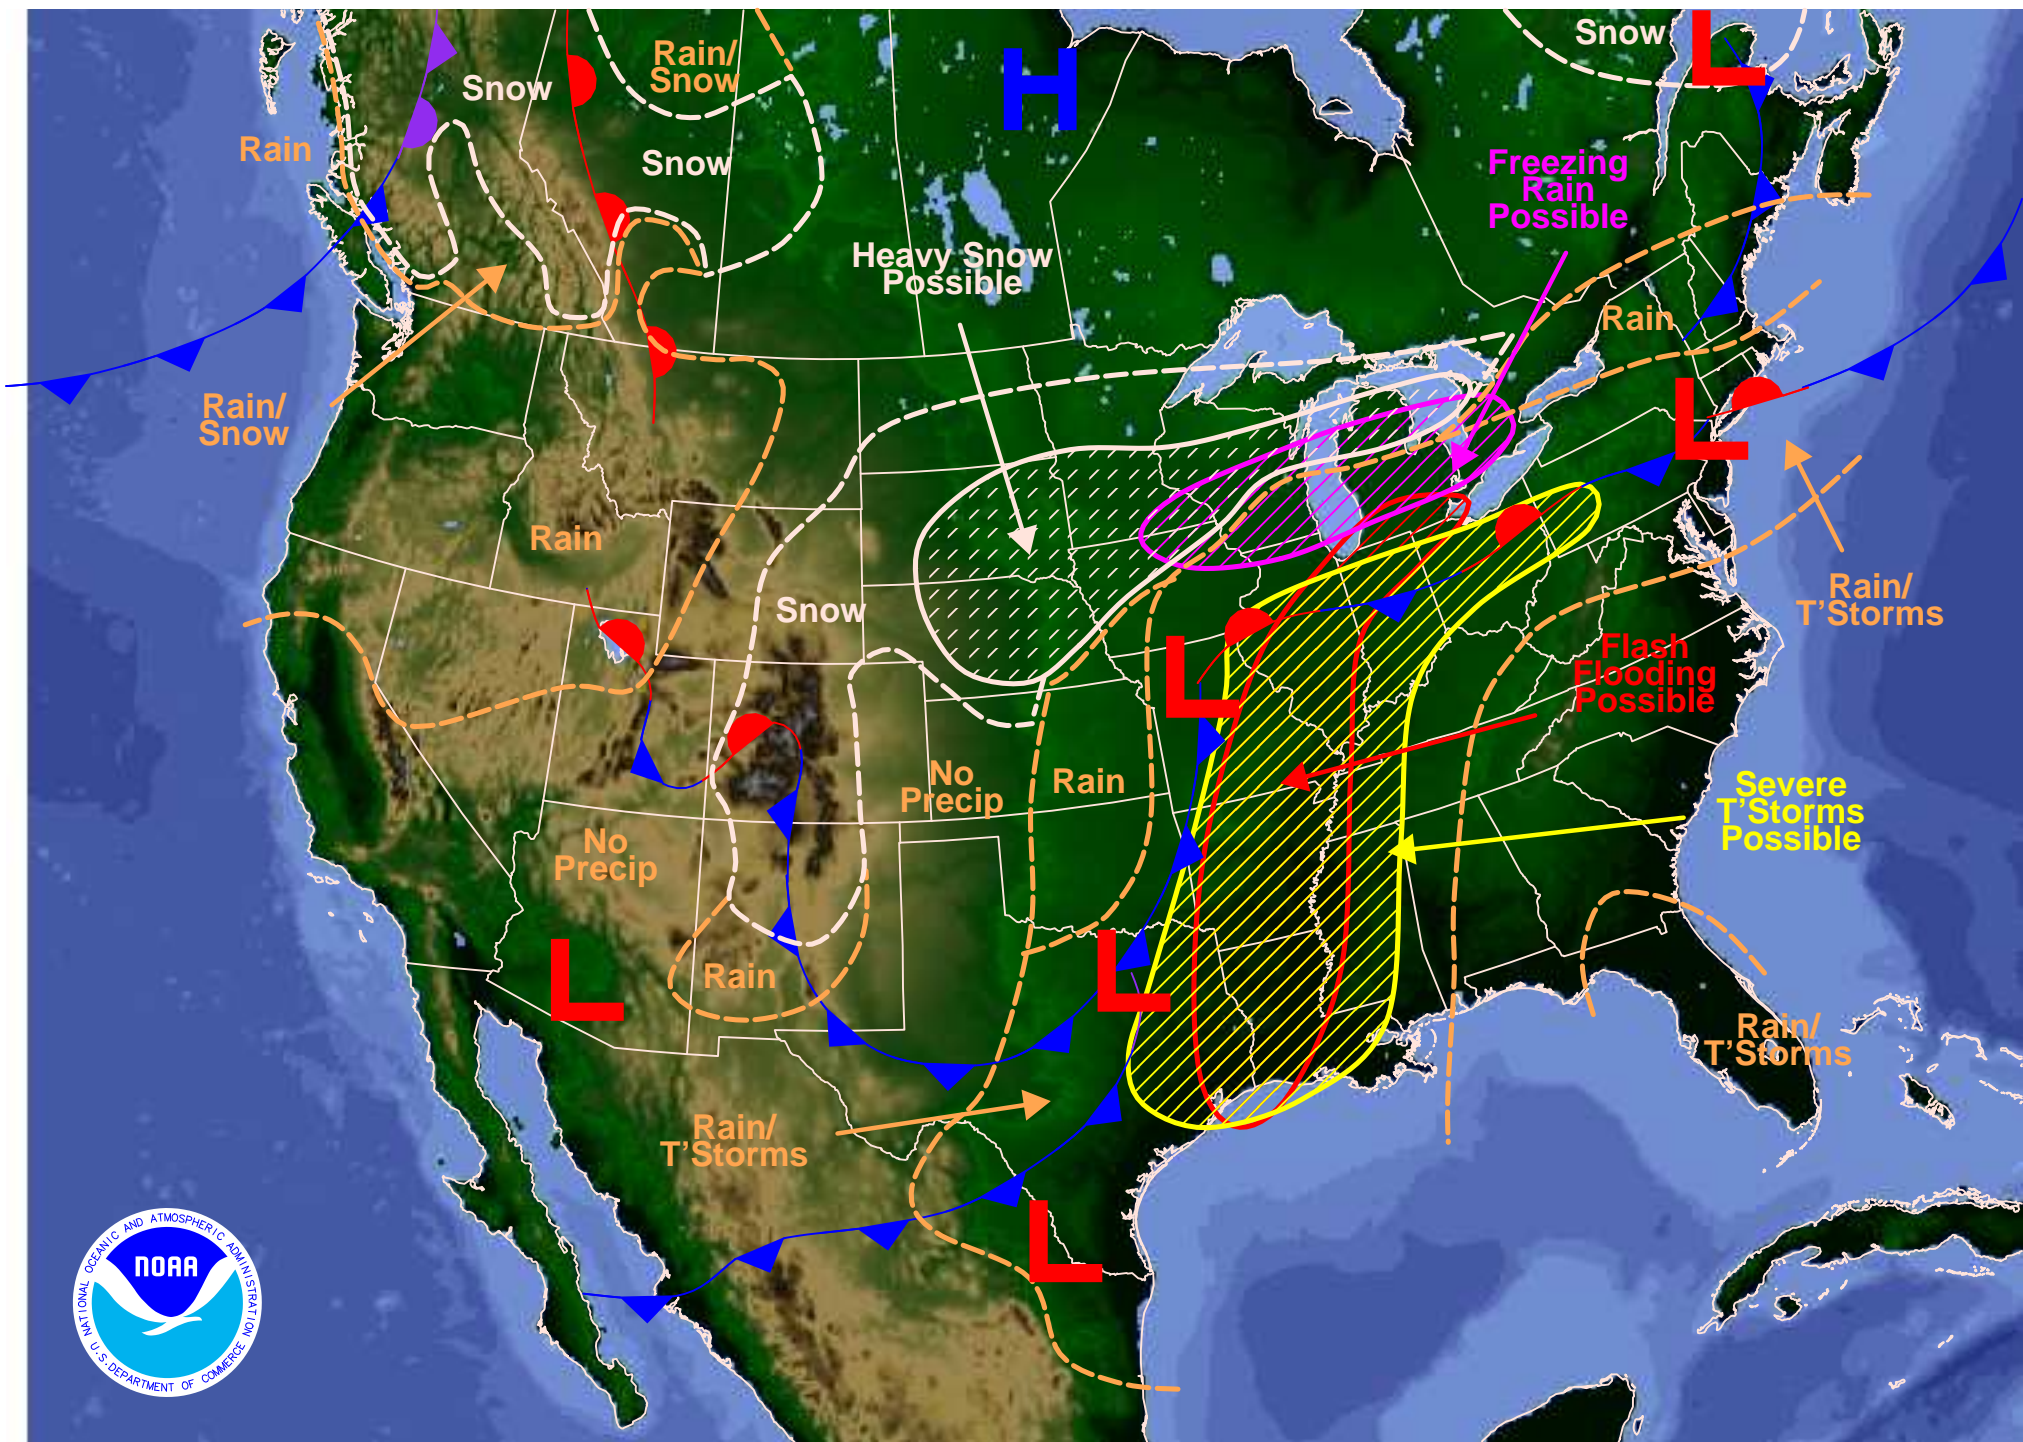 Snow
L
Rain/
Snow
Snow
H
Rain
Snow
Freezing
Rain
Possible
Heavy Snow
Possible
Rain
Rain/
Snow
L
Rain
Snow
Rain/
T'Storms
L
Flash
Flooding
Possible
No
Precip
Rain
Severe
T'Storms
Possible
No
Precip
L
Rain
L
Rain/
T'Storms
Rain/
T'Storms
L
NATIONAL OCEANIC AND ATMOSPHERIC ADMINISTRATION
NOAA
U.S. DEPARTMENT OF COMMERCE